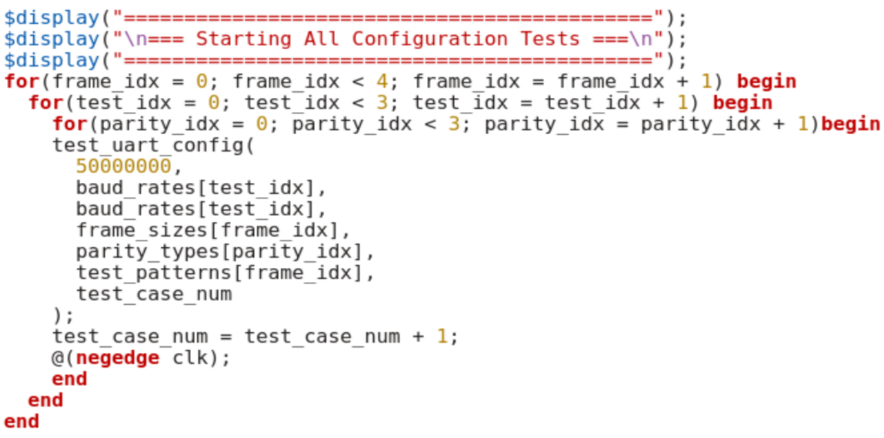 $display("============================================");
$display("\n=== Starting All Configuration Tests ===\n");
$display("============================================");
for(frame_idx = 0; frame_idx < 4; frame_idx = frame_idx + 1) begin
  for(test_idx = 0; test_idx < 3; test_idx = test_idx + 1) begin
    for(parity_idx = 0; parity_idx < 3; parity_idx = parity_idx + 1)begin
    test_uart_config(
      50000000,
      baud_rates[test_idx],
      baud_rates[test_idx],
      frame_sizes[frame_idx],
      parity_types[parity_idx],
      test_patterns[frame_idx],
      test_case_num
    );
    test_case_num = test_case_num + 1;
    @(negedge clk);
    end
  end
end